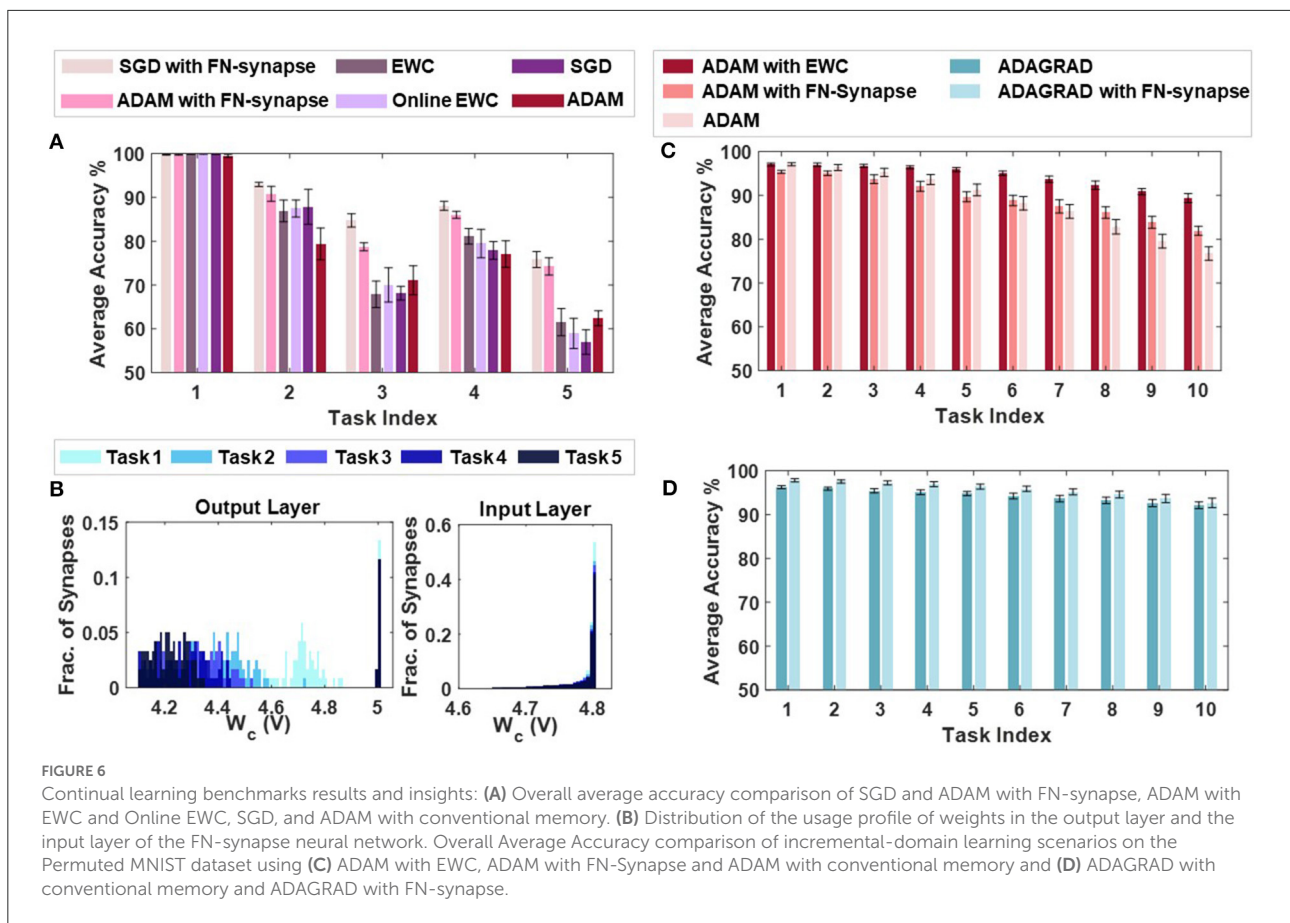 SGD with FN-synapse EWC SGD
ADAM with FN-synapse Online EWC ADAM
A
100
90
80
70
60
50
Average Accuracy %
1 2 3 4 5
Task Index
Task1 Task2 Task3 Task4 Task5
B
Output Layer
0.15
0.1
0.05
0
Frac. of Synapses
4.2 4.4 4.6 4.8 5
W_c (V)
Input Layer
0.6
0.4
0.2
0
Frac. of Synapses
4.6 4.7 4.8
W_c (V)
ADAM with EWC ADAGRAD
ADAM with FN-Synapse ADAGRAD with FN-synapse
ADAM
C
100
90
80
70
60
50
Average Accuracy %
1 2 3 4 5 6 7 8 9 10
Task Index
D
100
90
80
70
60
50
Average Accuracy %
1 2 3 4 5 6 7 8 9 10
Task Index
FIGURE 6
Continual learning benchmarks results and insights: (A) Overall average accuracy comparison of SGD and ADAM with FN-synapse, ADAM with
EWC and Online EWC, SGD, and ADAM with conventional memory. (B) Distribution of the usage profile of weights in the output layer and the
input layer of the FN-synapse neural network. Overall Average Accuracy comparison of incremental-domain learning scenarios on the
Permuted MNIST dataset using (C) ADAM with EWC, ADAM with FN-Synapse and ADAM with conventional memory and (D) ADAGRAD with
conventional memory and ADAGRAD with FN-synapse.